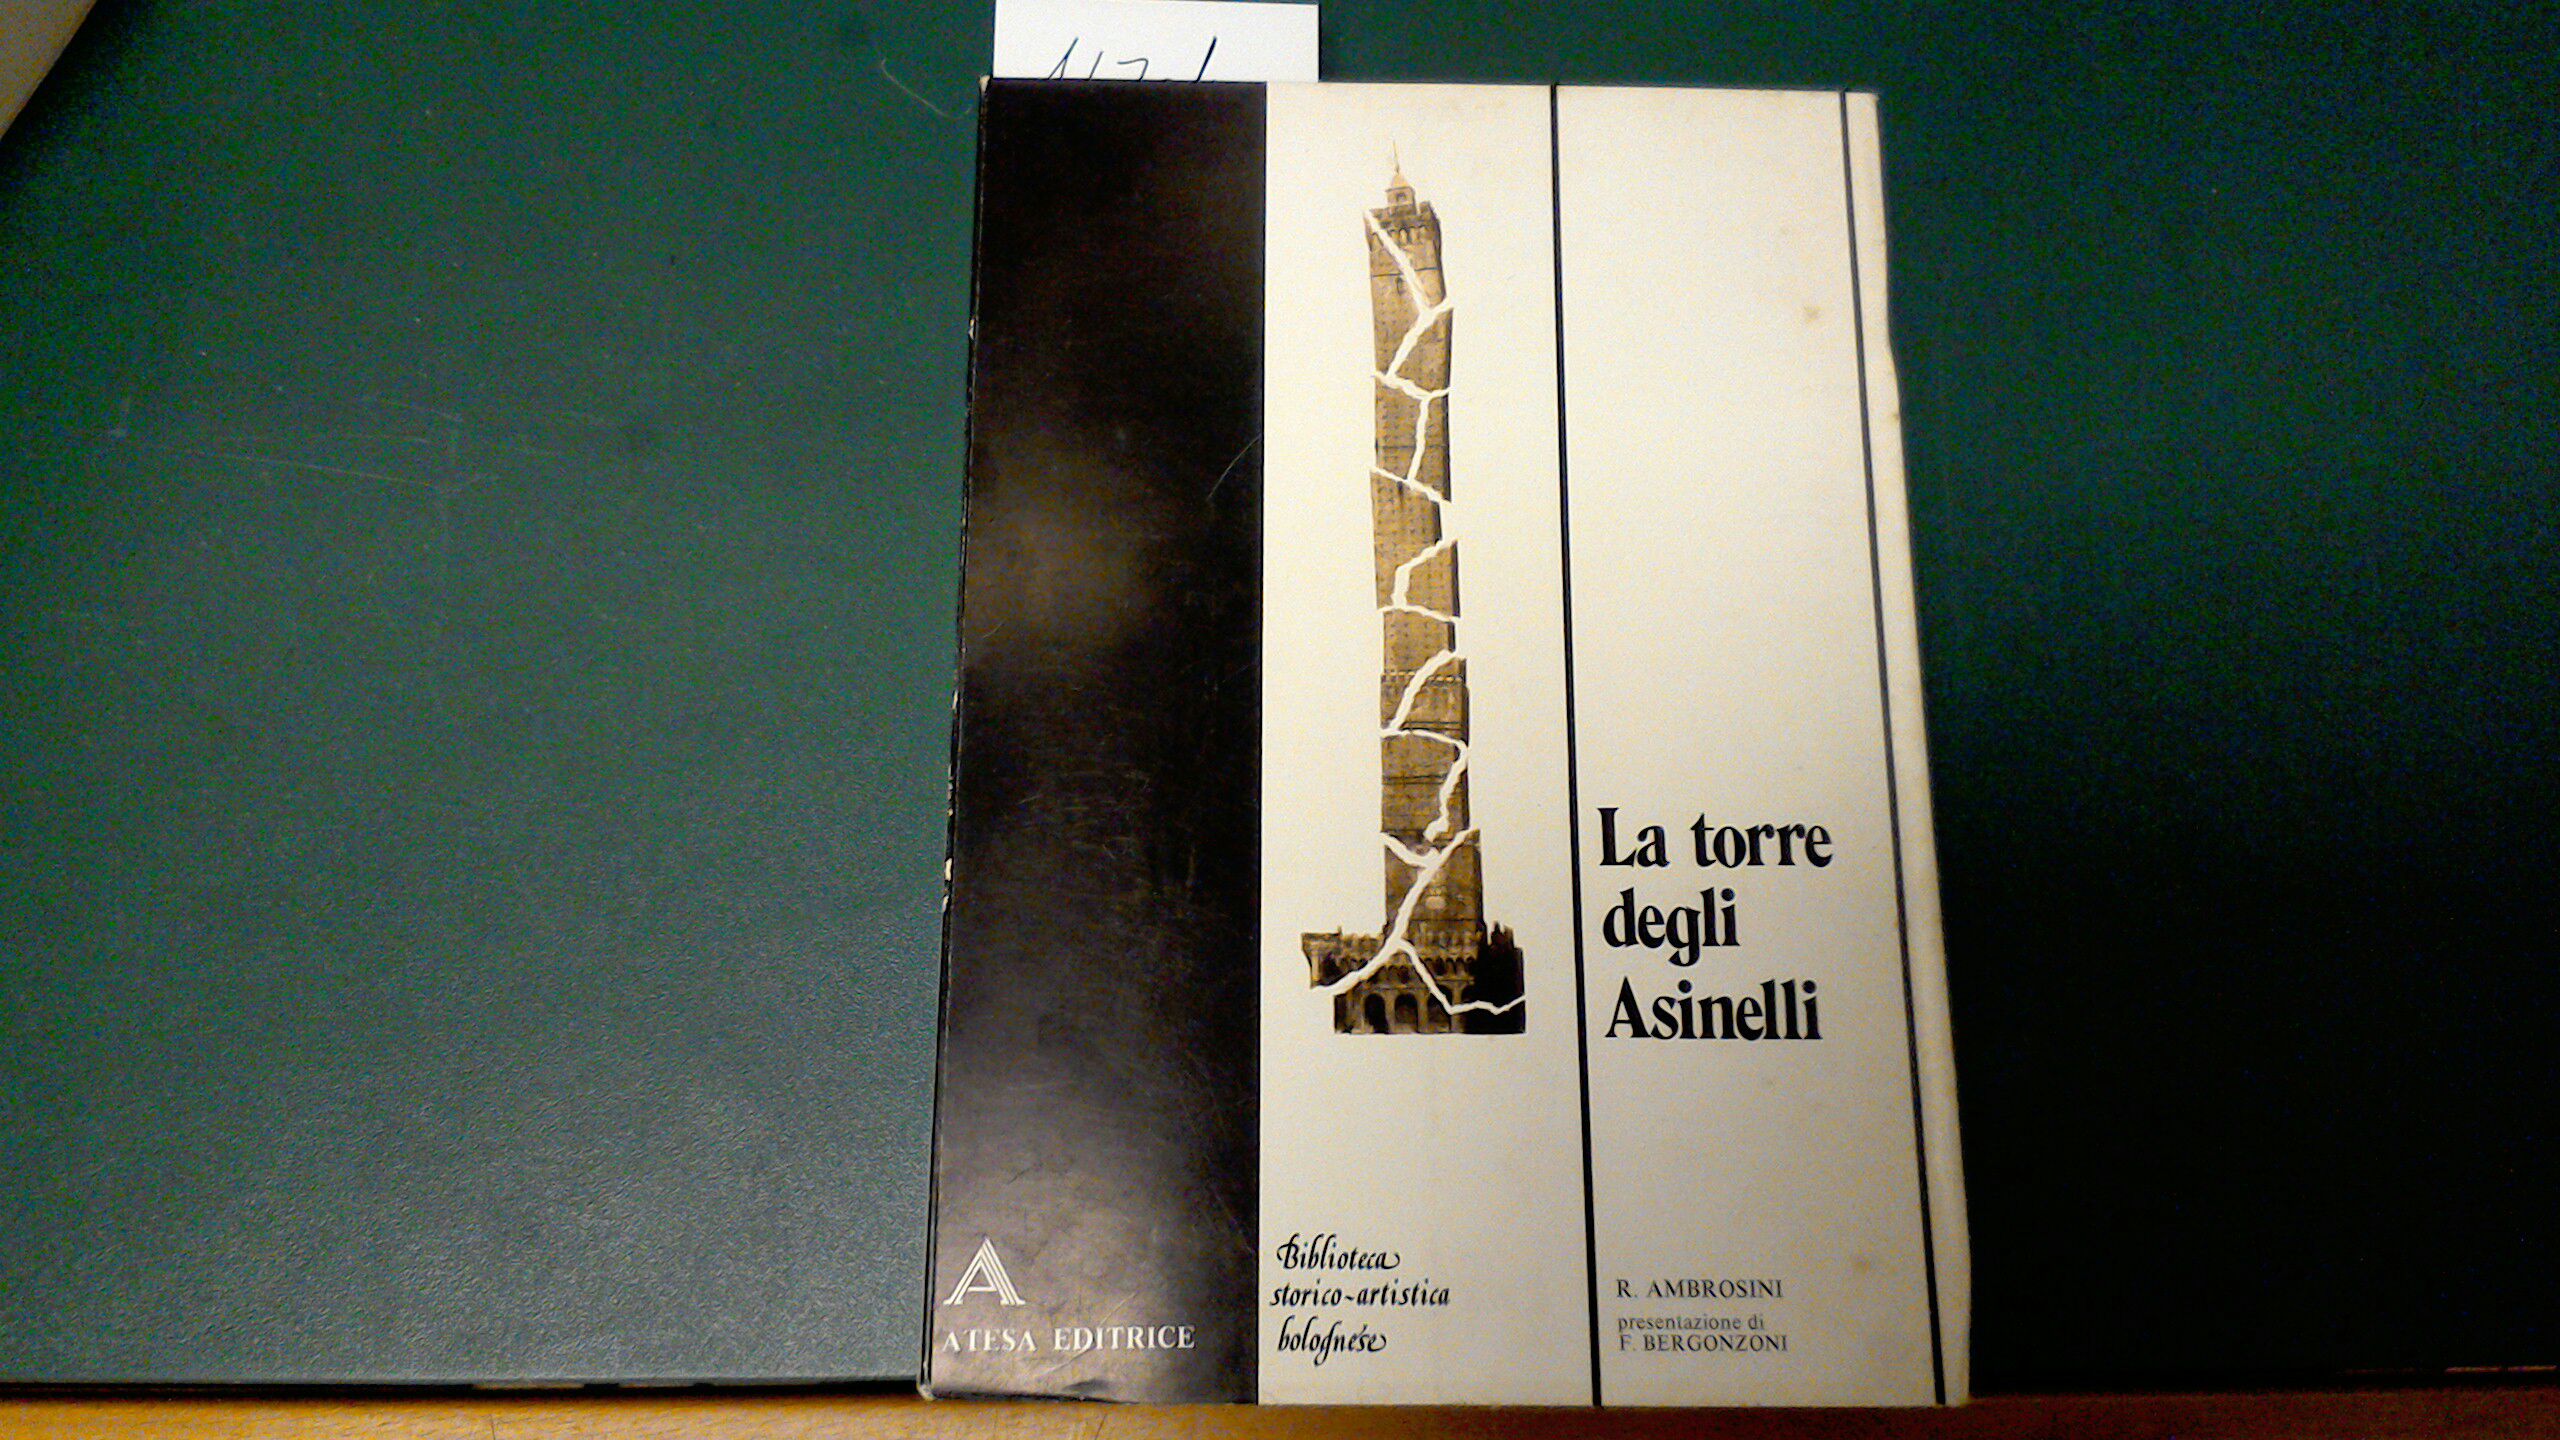 La torre
degli
Asinelli
Biblioteca
storico-artistica
bolognese
R. AMBROSINI
presentazione di
F. BERGONZONI
A
ATESA EDITRICE